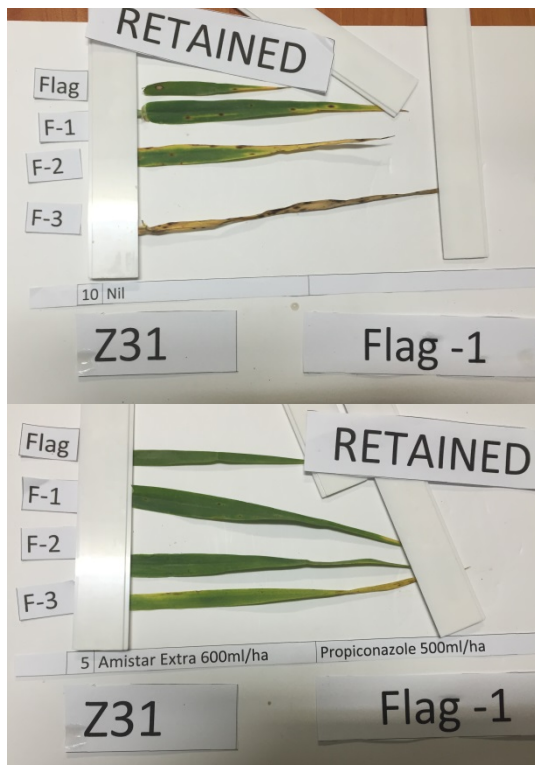 RETAINED
Flag
F-1
F-2
F-3
10 Nil
Z31 Flag -1
RETAINED
Flag
F-1
F-2
F-3
5 Amistar Extra 600ml/ha Propiconazole 500ml/ha
Z31 Flag -1